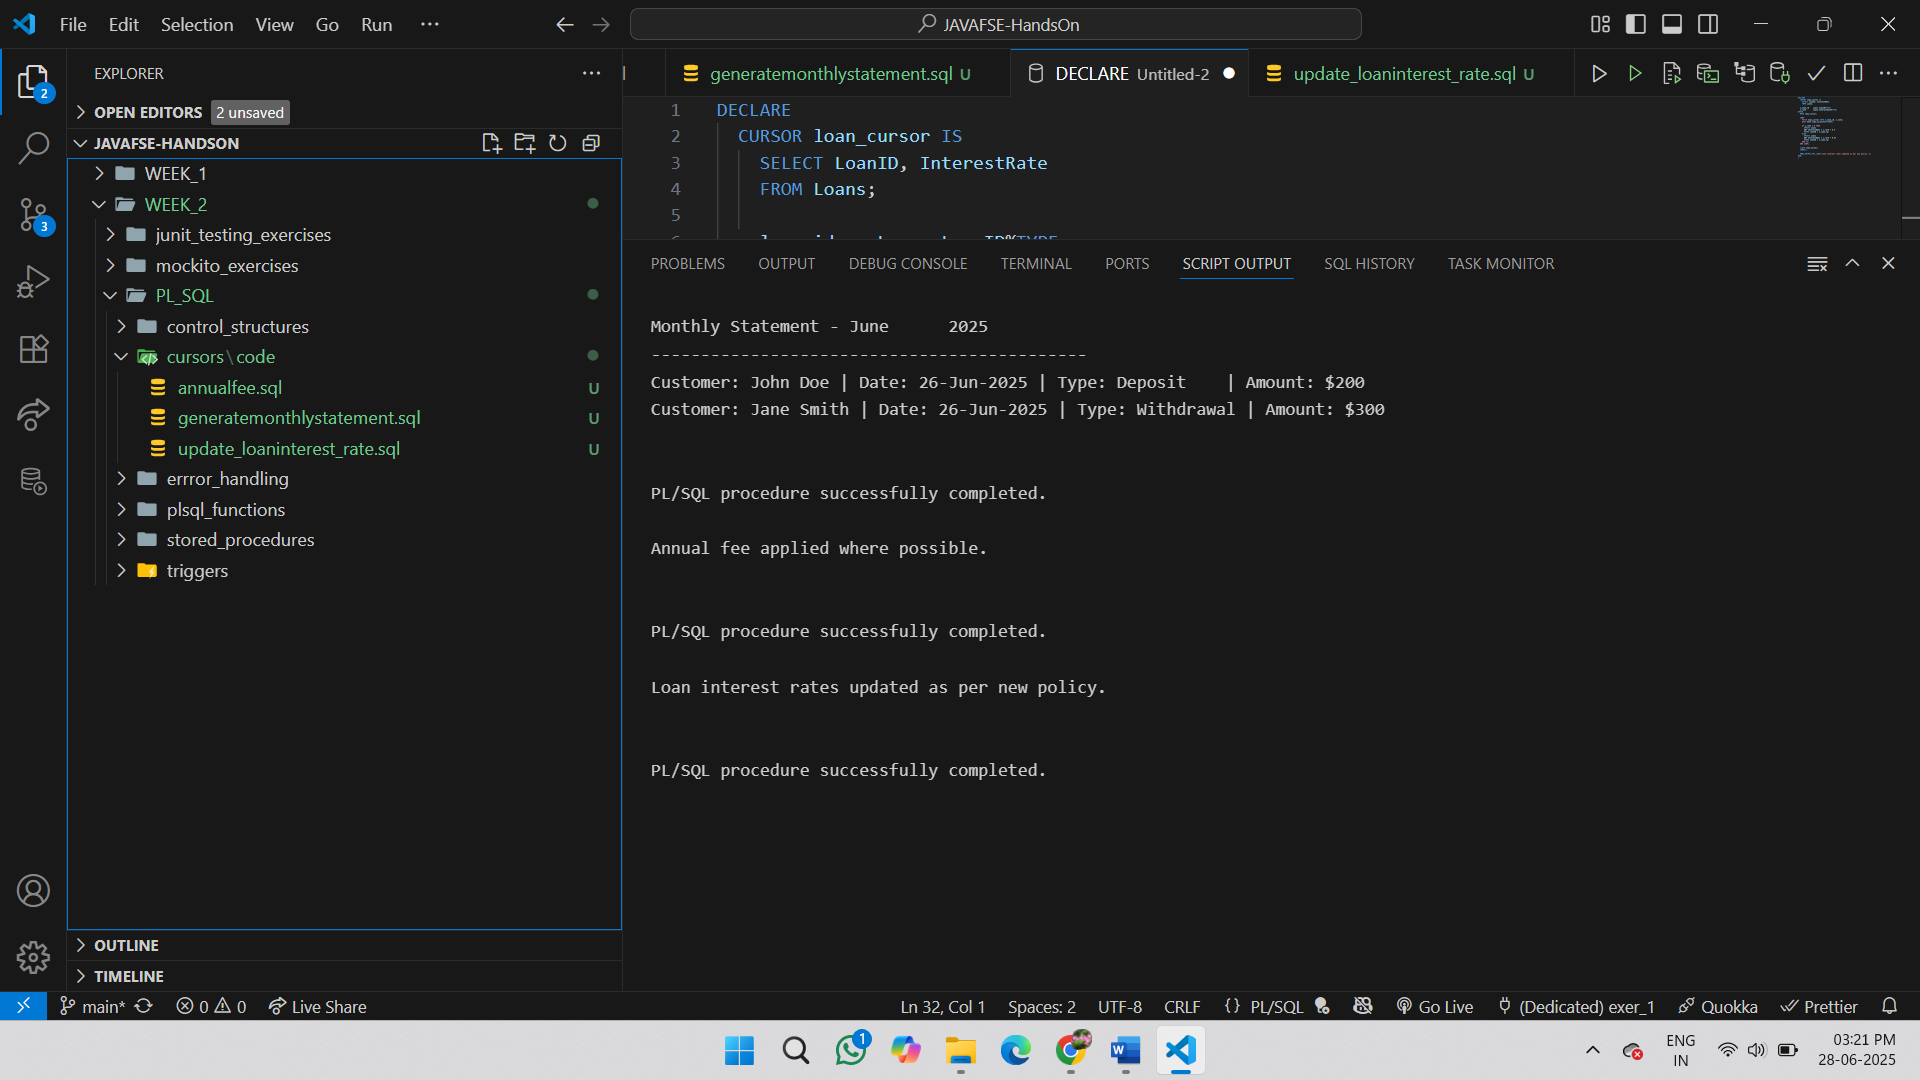 File Edit Selection View Go Run ···
JAVAFSE-HandsOn
EXPLORER
OPEN EDITORS 2 unsaved
JAVAFSE-HANDSON
WEEK_1
WEEK_2
junit_testing_exercises
mockito_exercises
PL_SQL
control_structures
cursors\code
annualfee.sql U
generatemonthlystatement.sql U
update_loaninterest_rate.sql U
errror_handling
plsql_functions
stored_procedures
triggers
OUTLINE
TIMELINE
2
3
generatemonthlystatement.sql U
DECLARE Untitled-2
update_loaninterest_rate.sql U
1 DECLARE
2 CURSOR loan_cursor IS
3 SELECT LoanID, InterestRate
4 FROM Loans;
5
PROBLEMS OUTPUT DEBUG CONSOLE TERMINAL PORTS SCRIPT OUTPUT SQL HISTORY TASK MONITOR
Monthly Statement - June      2025
--------------------------------------------
Customer: John Doe | Date: 26-Jun-2025 | Type: Deposit    | Amount: $200
Customer: Jane Smith | Date: 26-Jun-2025 | Type: Withdrawal | Amount: $300
PL/SQL procedure successfully completed.
Annual fee applied where possible.
PL/SQL procedure successfully completed.
Loan interest rates updated as per new policy.
PL/SQL procedure successfully completed.
main* 0 0 Live Share
Ln 32, Col 1 Spaces: 2 UTF-8 CRLF {} PL/SQL Go Live (Dedicated) exer_1 Quokka Prettier
1
ENG
IN
03:21 PM
28-06-2025